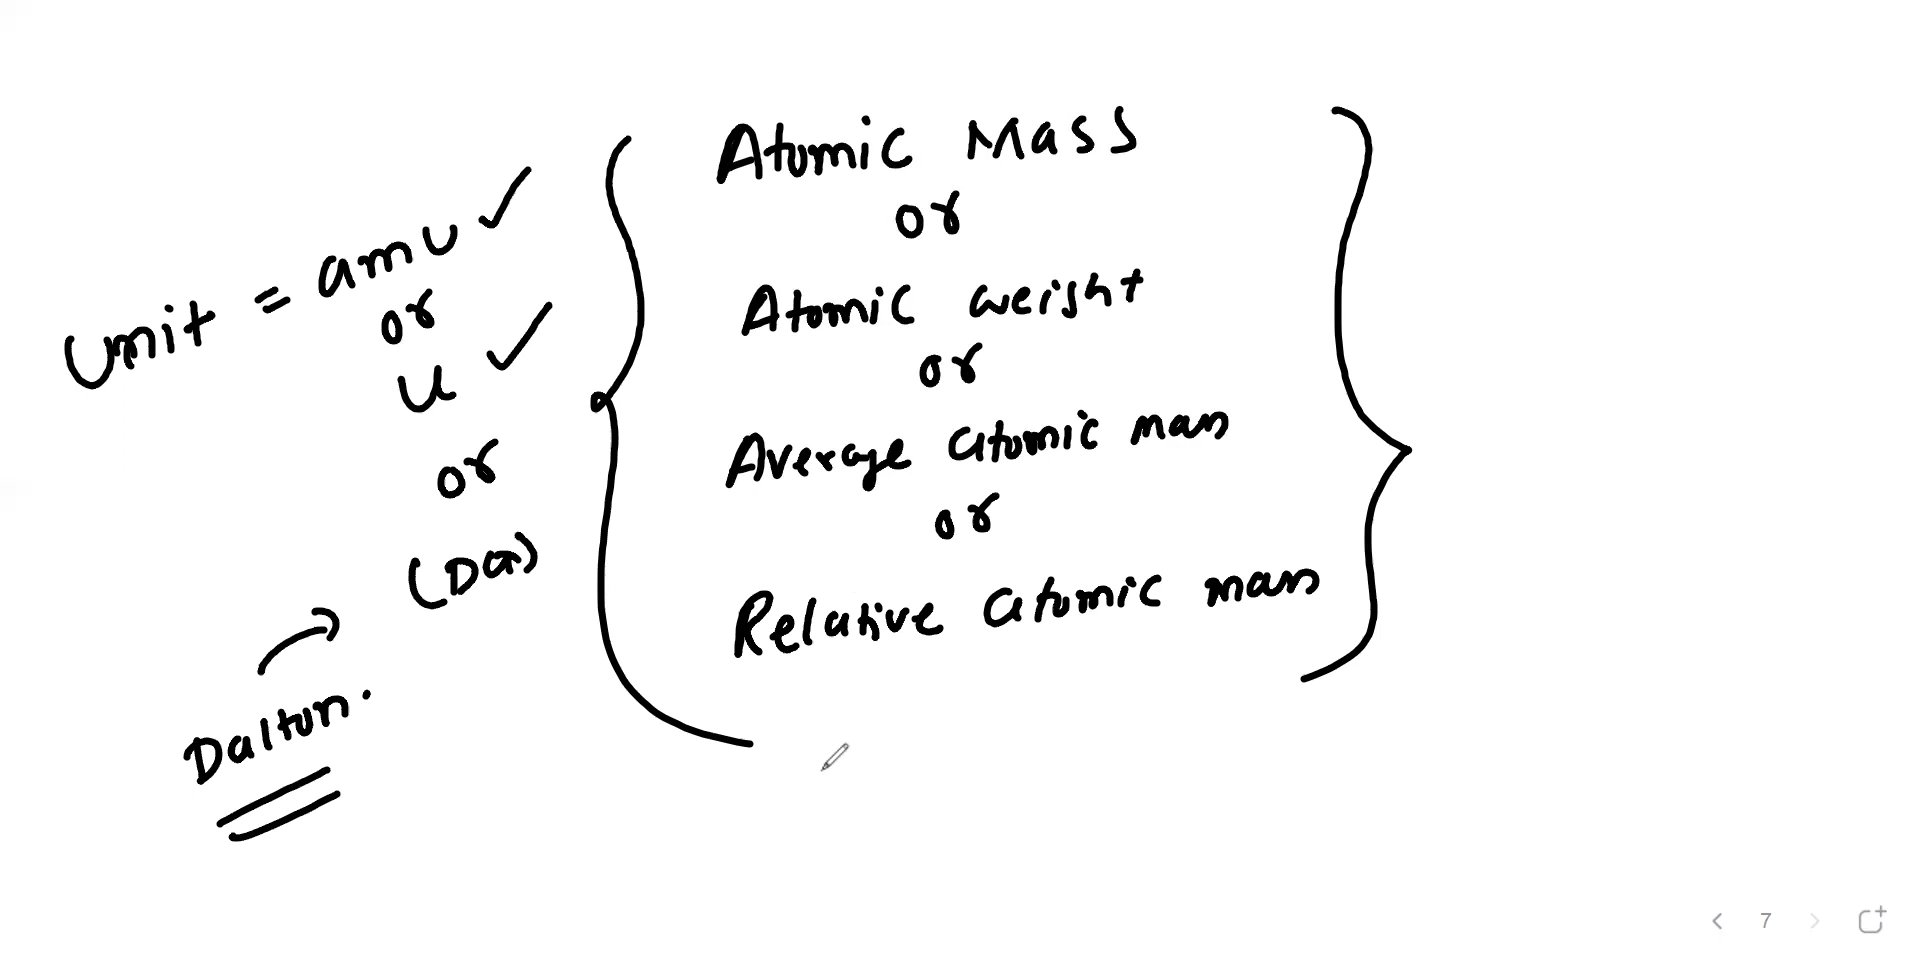 Atomic Mass
or
Atomic weight
or
Average atomic mass
or
Relative atomic mass
Unit = amu ✓
or
u ✓
or
(Da)
Dalton.
7